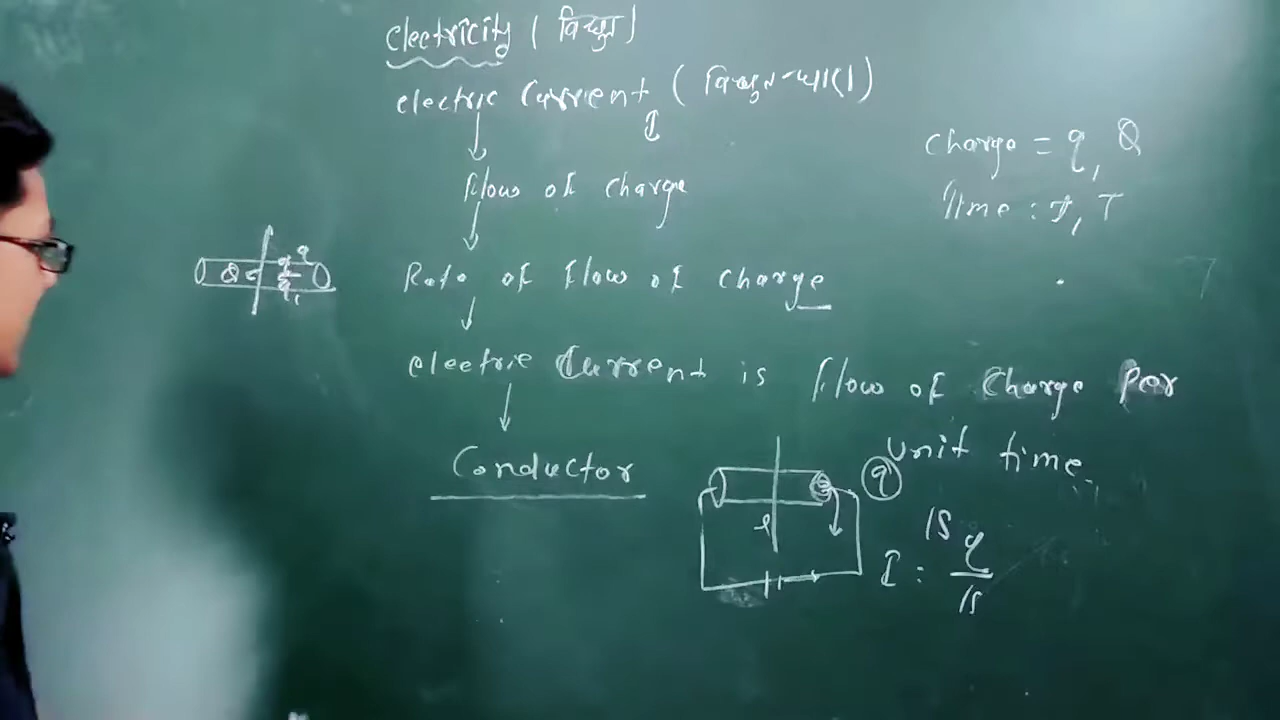 electricity (विद्युत)
electric Current (विद्युत-धारा)
I
flow of charge
charge = q, Q
Time : t, T
Rate of flow of charge
Q
q
q
electric Current is flow of Charge Per
unit time
Conductor
q
1S
I : q/1s